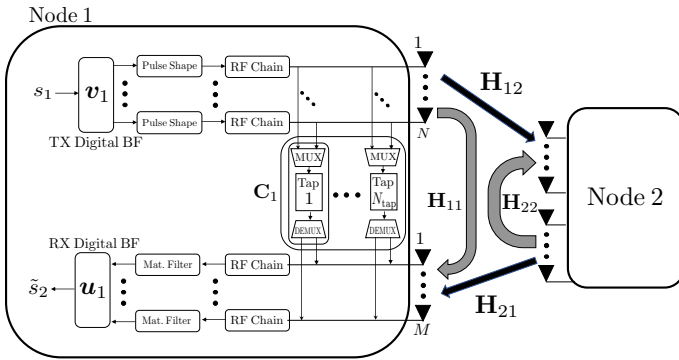 Node 1
s₁
v₁
Pulse Shape
RF Chain
Pulse Shape
RF Chain
TX Digital BF
1
N
H₁₂
C₁
MUX
Tap
1
DEMUX
MUX
Tap
N_tap
DEMUX
H₁₁
H₂₂
Node 2
RX Digital BF
s̃₂
u₁
Mat. Filter
RF Chain
Mat. Filter
RF Chain
1
M
H₂₁